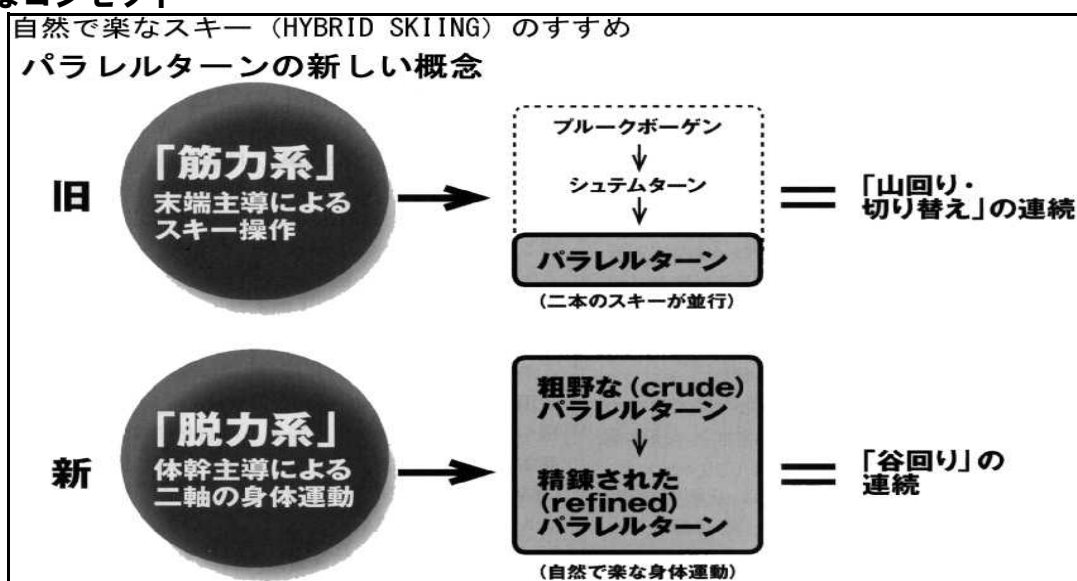 なコンセプト
自然で楽なスキー (HYBRID SKIING) のすすめ
パラレルターンの新しい概念
旧
「筋力系」
末端主導による
スキー操作
プルークボーゲン
シュテムターン
パラレルターン
(二本のスキーが並行)
「山回り・
切り替え」の連続
新
「脱力系」
体幹主導による
二軸の身体運動
粗野な (crude)
パラレルターン
精錬された
(refined)
パラレルターン
(自然で楽な身体運動)
「谷回り」の
連続